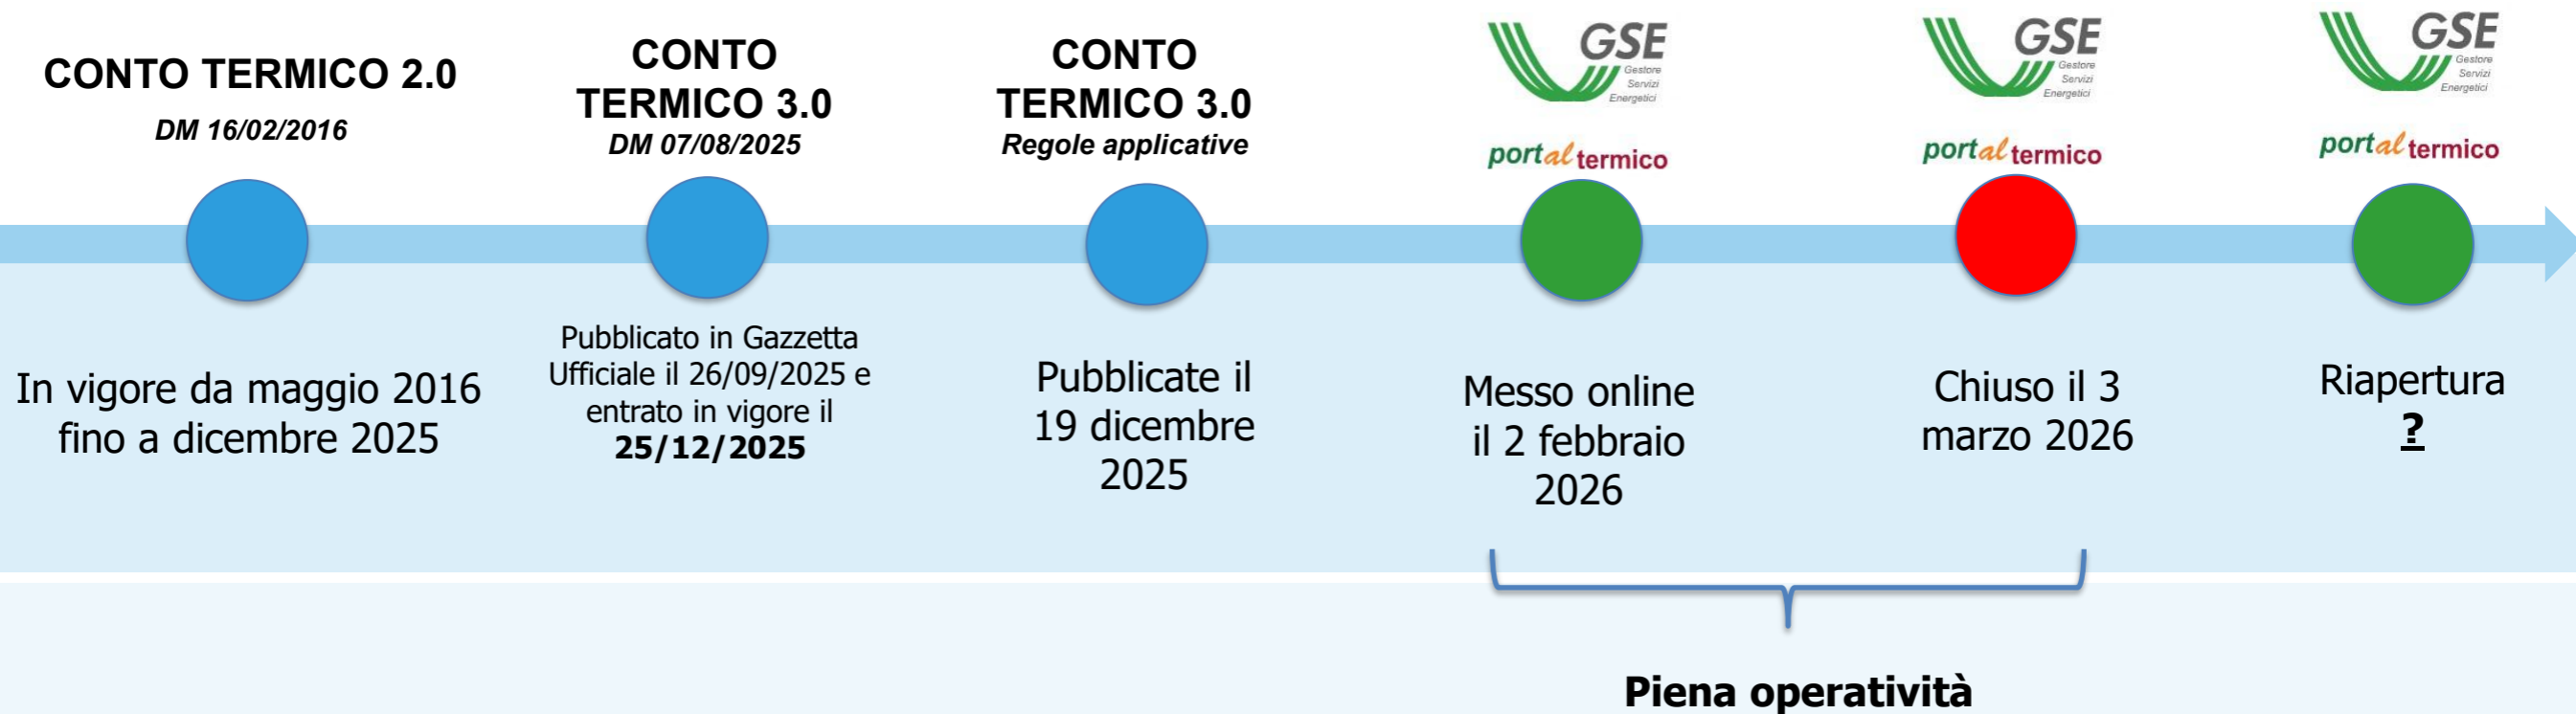 CONTO TERMICO 2.0
DM 16/02/2016
In vigore da maggio 2016
fino a dicembre 2025
CONTO
TERMICO 3.0
DM 07/08/2025
Pubblicato in Gazzetta
Ufficiale il 26/09/2025 e
entrato in vigore il
25/12/2025
CONTO
TERMICO 3.0
Regole applicative
Pubblicate il
19 dicembre
2025
GSE
Gestore
Servizi
Energetici
portaltermico
Messo online
il 2 febbraio
2026
GSE
Gestore
Servizi
Energetici
portaltermico
Chiuso il 3
marzo 2026
GSE
Gestore
Servizi
Energetici
portaltermico
Riapertura
?
Piena operatività